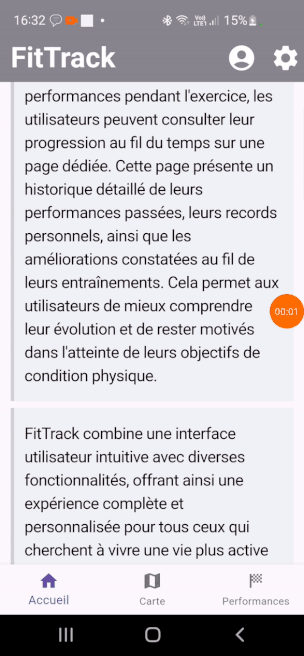 16:32 15%
FitTrack
performances pendant l'exercice, les
utilisateurs peuvent consulter leur
progression au fil du temps sur une
page dédiée. Cette page présente un
historique détaillé de leurs
performances passées, leurs records
personnels, ainsi que les
améliorations constatées au fil de
leurs entraînements. Cela permet aux
utilisateurs de mieux comprendre
leur évolution et de rester motivés
dans l'atteinte de leurs objectifs de
condition physique.
00:01
FitTrack combine une interface
utilisateur intuitive avec diverses
fonctionnalités, offrant ainsi une
expérience complète et
personnalisée pour tous ceux qui
cherchent à vivre une vie plus active
Accueil Carte Performances